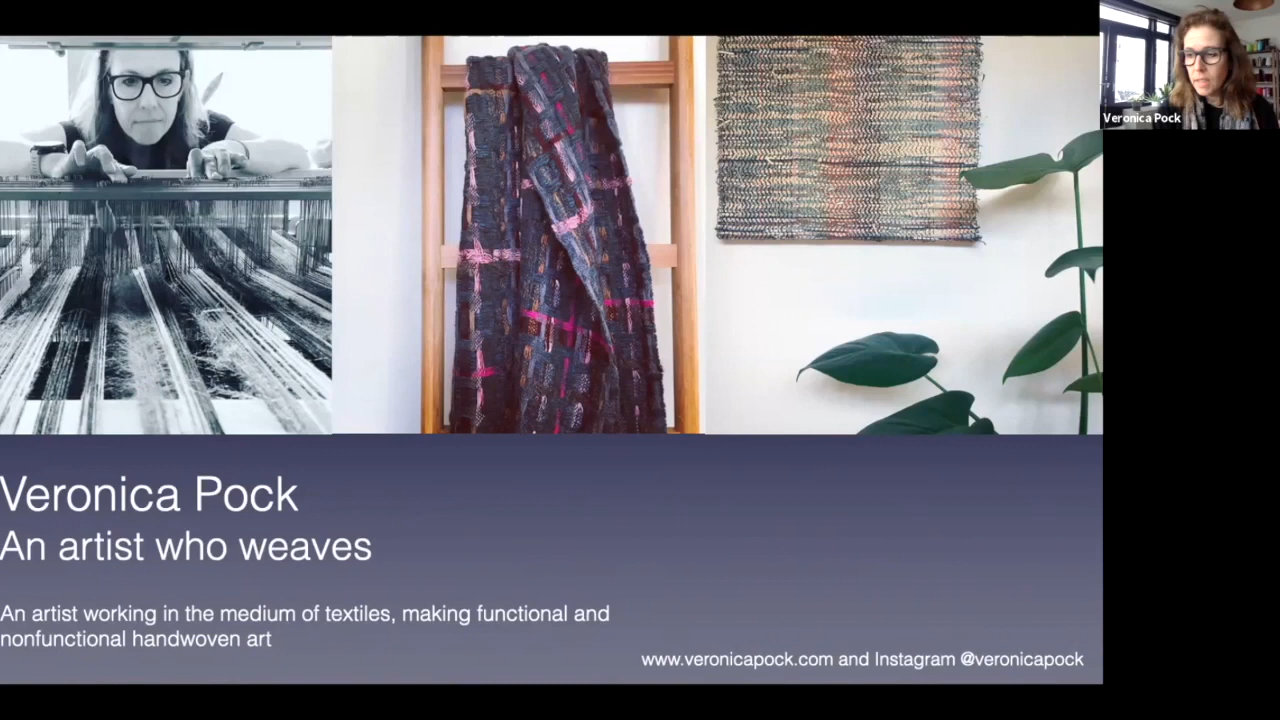 Veronica Pock
Veronica Pock
An artist who weaves
An artist working in the medium of textiles, making functional and
nonfunctional handwoven art
www.veronicapock.com and Instagram @veronicapock